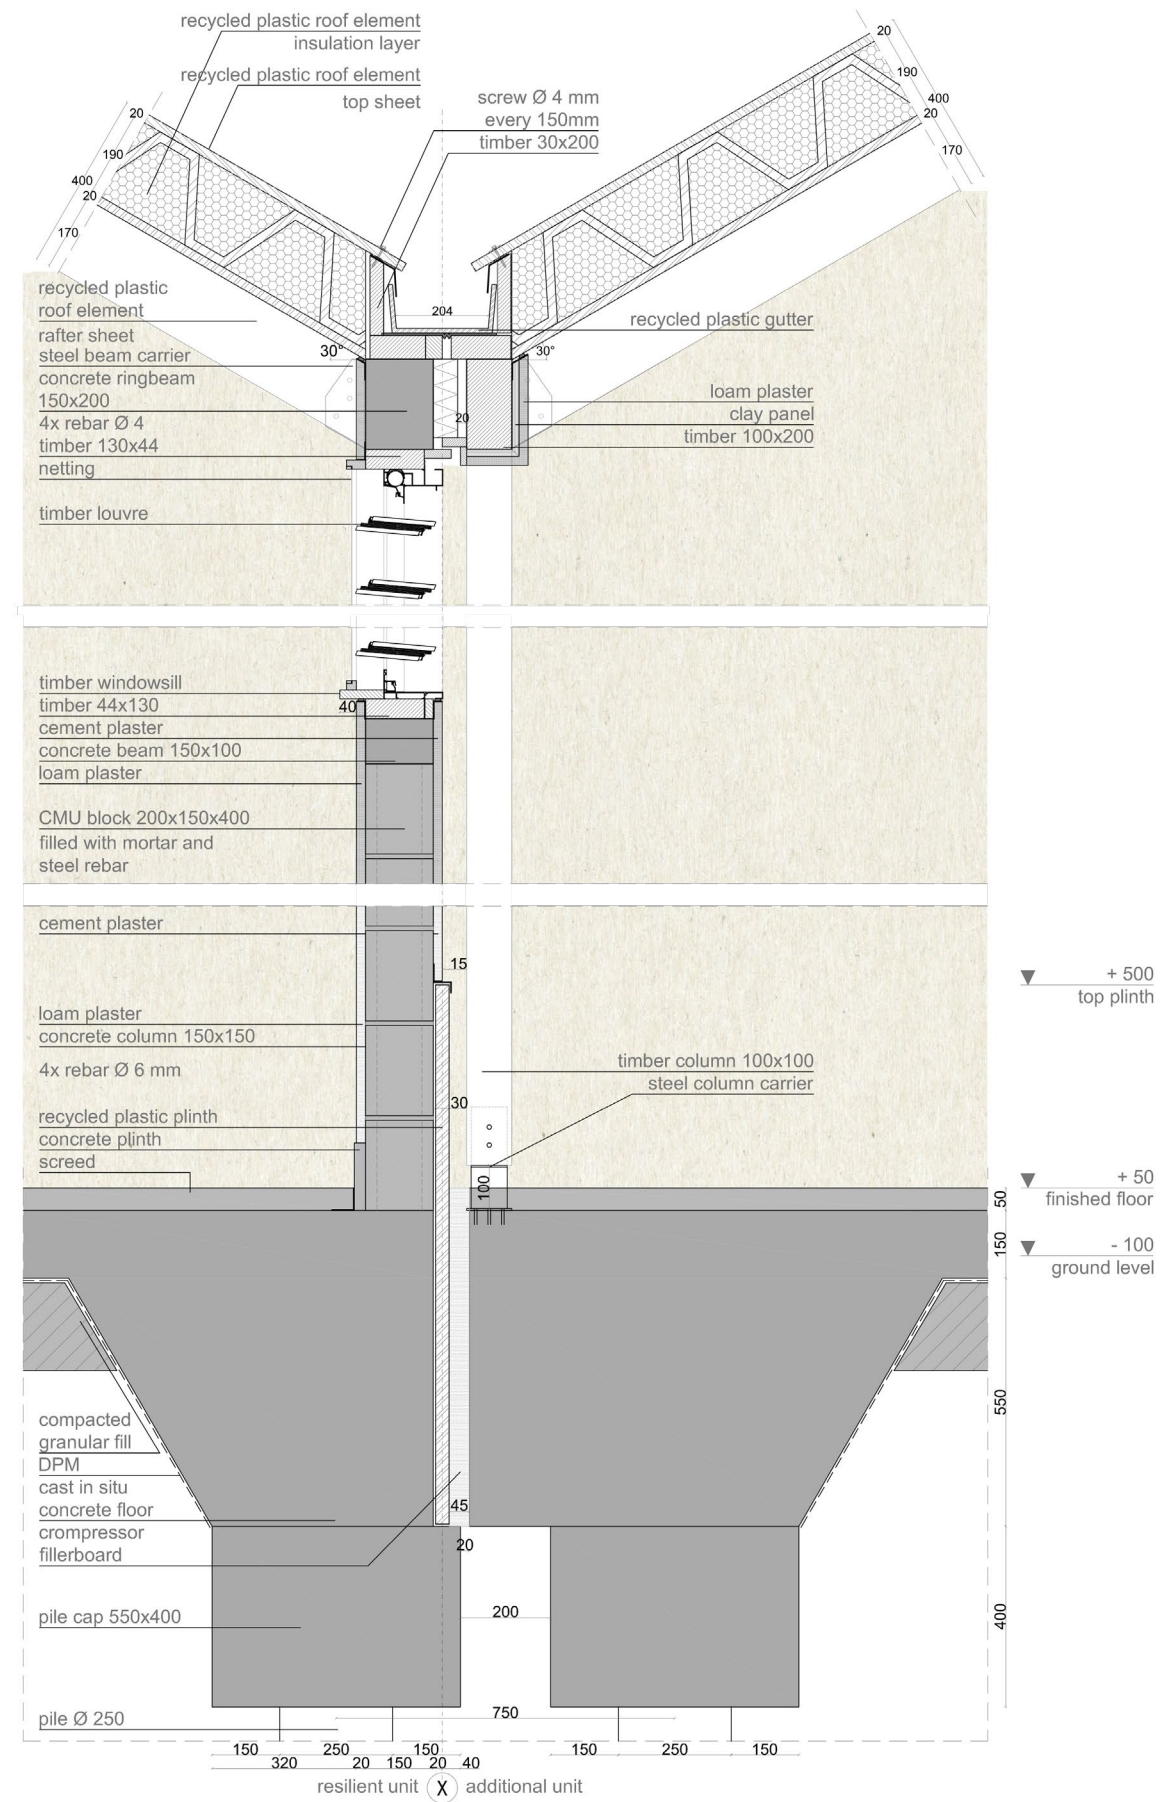 recycled plastic roof element
insulation layer
recycled plastic roof element
top sheet
screw Ø 4 mm
every 150mm
timber 30x200
20
190
400
20
170
20
190
400
20
170
recycled plastic
roof element
rafter sheet
steel beam carrier
concrete ringbeam
150x200
4x rebar Ø 4
timber 130x44
netting
timber louvre
204
30°
30°
20
recycled plastic gutter
loam plaster
clay panel
timber 100x200
timber windowsill
timber 44x130
40
cement plaster
concrete beam 150x100
loam plaster
CMU block 200x150x400
filled with mortar and
steel rebar
cement plaster
15
loam plaster
concrete column 150x150
4x rebar Ø 6 mm
recycled plastic plinth
concrete plinth
screed
30
timber column 100x100
steel column carrier
100
+ 500
top plinth
+ 50
finished floor
- 100
ground level
50
150
550
400
compacted
granular fill
DPM
cast in situ
concrete floor
crompressor
fillerboard
45
20
pile cap 550x400
200
pile Ø 250
750
150 250 150
150 250 150
320 20 150 20 40
resilient unit X additional unit